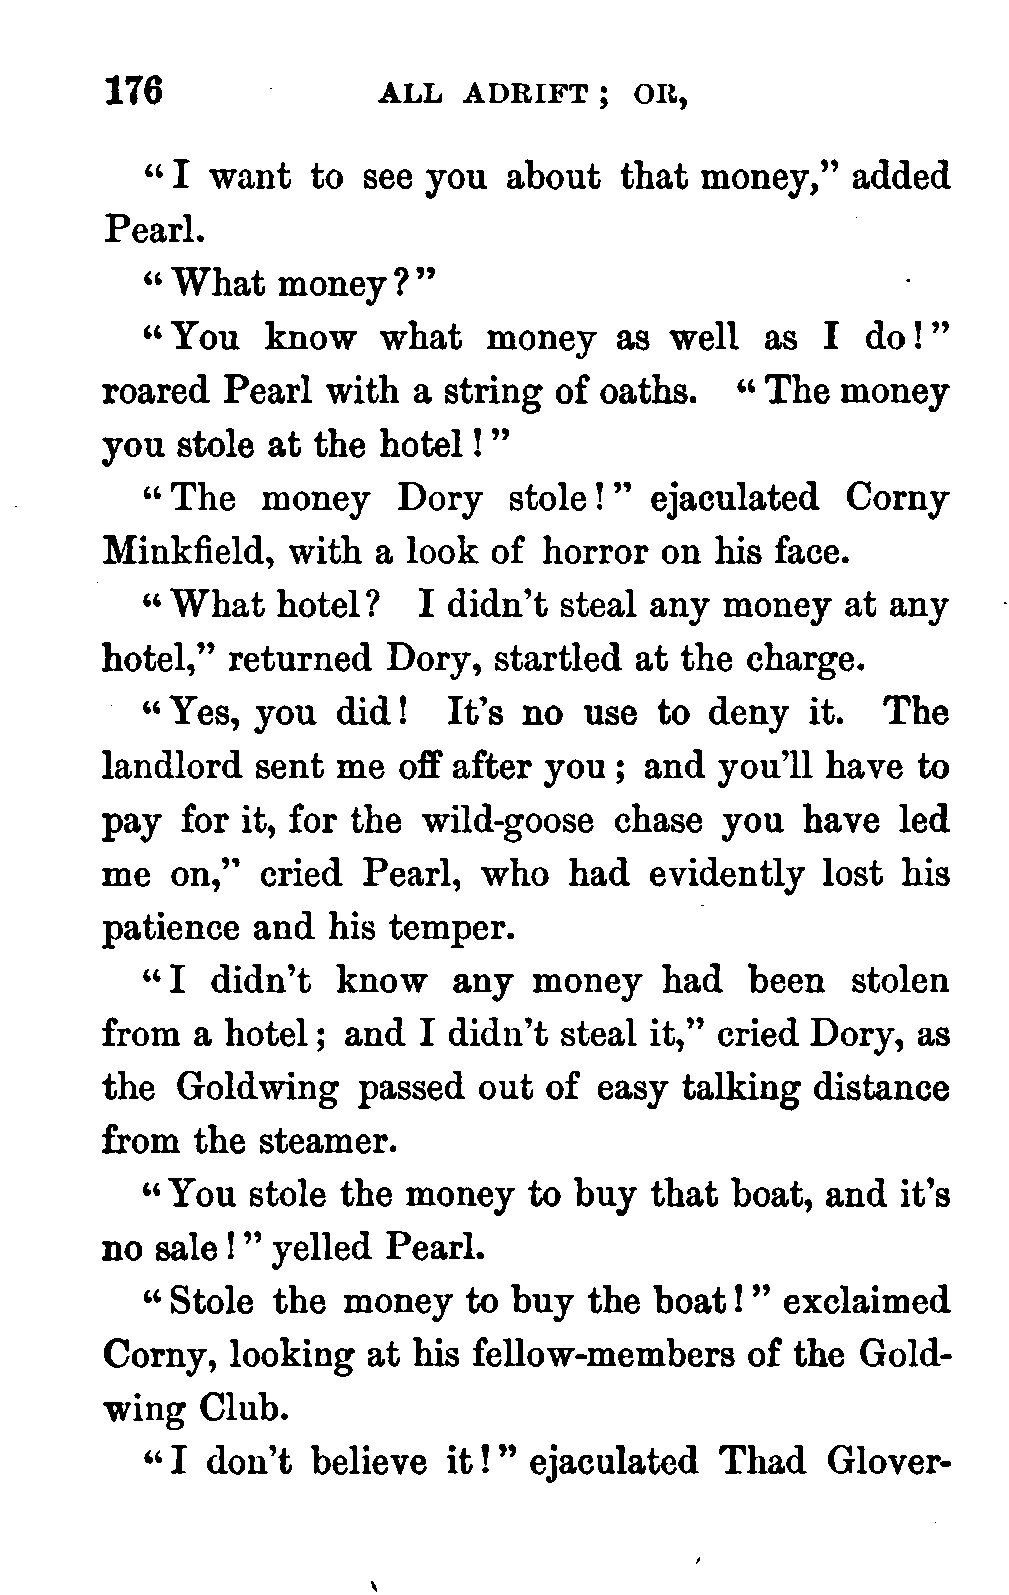 176 ALL ADRIFT; OR,
"I want to see you about that money," added
Pearl.
"What money?"
"You know what money as well as I do!"
roared Pearl with a string of oaths. "The money
you stole at the hotel!"
"The money Dory stole!" ejaculated Corny
Minkfield, with a look of horror on his face.
"What hotel? I didn't steal any money at any
hotel," returned Dory, startled at the charge.
"Yes, you did! It's no use to deny it. The
landlord sent me off after you; and you'll have to
pay for it, for the wild-goose chase you have led
me on," cried Pearl, who had evidently lost his
patience and his temper.
"I didn't know any money had been stolen
from a hotel; and I didn't steal it," cried Dory, as
the Goldwing passed out of easy talking distance
from the steamer.
"You stole the money to buy that boat, and it's
no sale!" yelled Pearl.
"Stole the money to buy the boat!" exclaimed
Corny, looking at his fellow-members of the Gold-
wing Club.
"I don't believe it!" ejaculated Thad Glover-